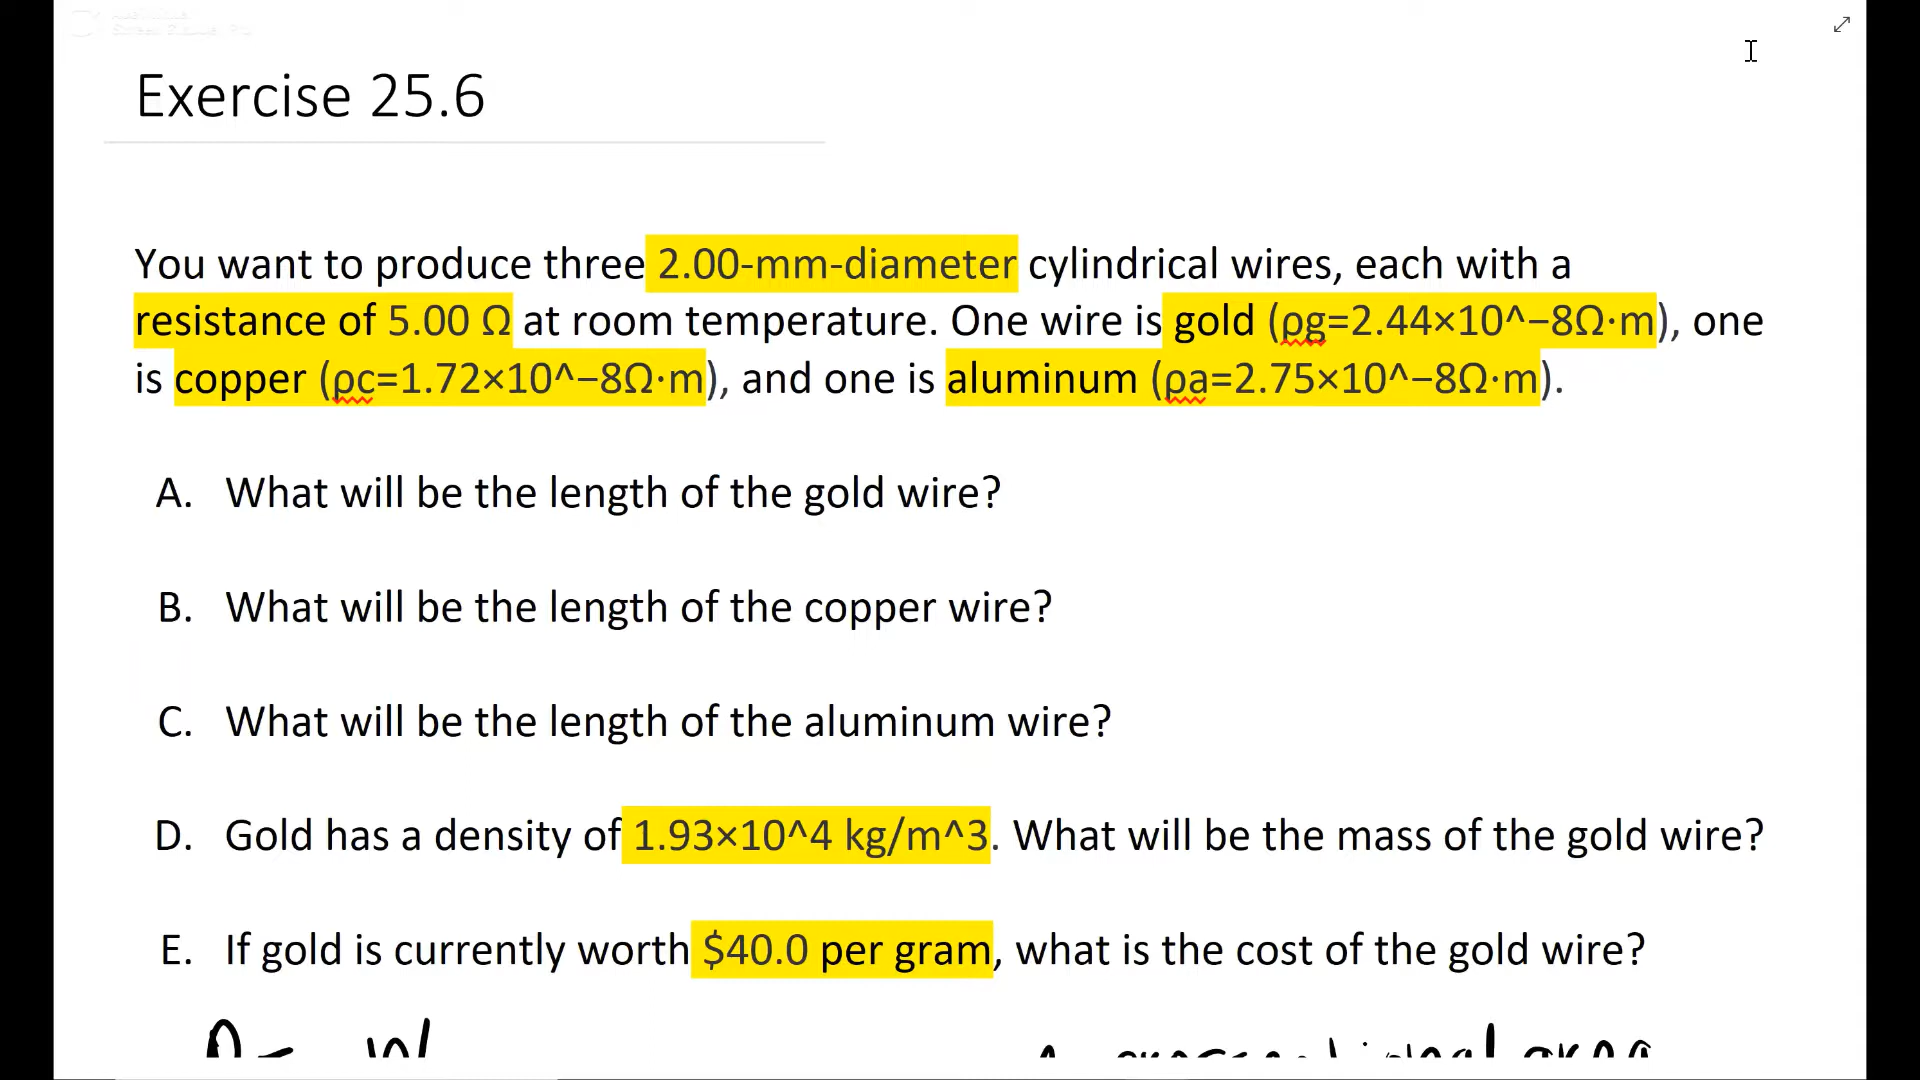 Exercise 25.6
You want to produce three 2.00-mm-diameter cylindrical wires, each with a
resistance of 5.00 Ω at room temperature. One wire is gold (ρg=2.44×10^−8Ω·m), one
is copper (ρc=1.72×10^−8Ω·m), and one is aluminum (ρa=2.75×10^−8Ω·m).
A. What will be the length of the gold wire?
B. What will be the length of the copper wire?
C. What will be the length of the aluminum wire?
D. Gold has a density of 1.93×10^4 kg/m^3. What will be the mass of the gold wire?
E. If gold is currently worth $40.0 per gram, what is the cost of the gold wire?